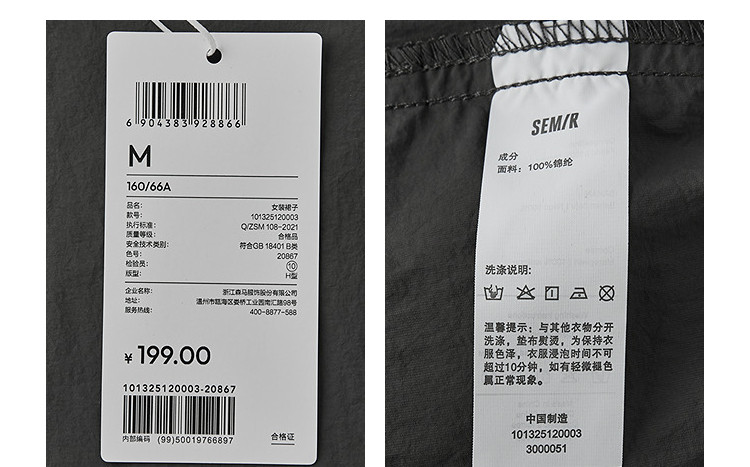 6 904383 928866
M
160/66A
品名: 女装裙子
款号: 101325120003
执行标准: Q/ZSM 108-2021
质量等级: 合格品
安全技术类别: 符合GB 18401 B类
色号: 20867
检验员: 10
版型: H型
企业名称: 浙江森马服饰股份有限公司
地址: 温州市瓯海区娄桥工业园南汇路98号
服务热线: 400-8877-588
¥ 199.00
101325120003-20867
内部编码 (99)50019766897
合格证
SEMIR
成分
面料: 100%锦纶
洗涤说明:
温馨提示: 与其他衣物分开
洗涤, 垫布熨烫, 为保持衣
服色泽, 衣服浸泡时间不可
超过10分钟, 如有轻微褪色
属正常现象。
中国制造
101325120003
3000051